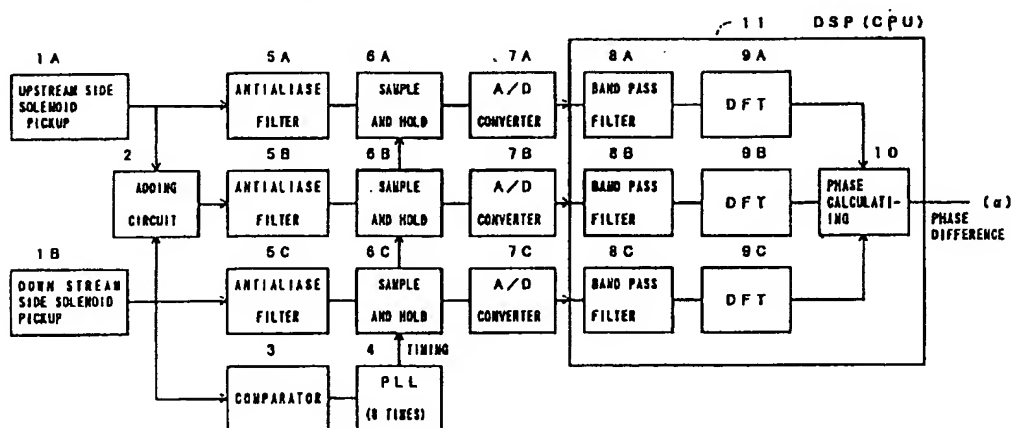 11
DSP (CPU)
1A
5A
6A
7A
8A
9A
UPSTREAM SIDE
SOLENOID
PICKUP
ANTIALIASE
FILTER
SAMPLE
AND HOLD
A/D
CONVERTER
BAND PASS
FILTER
DFT
2
5B
6B
7B
8B
9B
10
ADDING
CIRCUIT
ANTIALIASE
FILTER
SAMPLE
AND HOLD
A/D
CONVERTER
BAND PASS
FILTER
DFT
PHASE
CALCULATI-
ING
(α)
PHASE
DIFFERENCE
1B
5C
6C
7C
8C
9C
DOWN STREAM
SIDE SOLENOID
PICKUP
ANTIALIASE
FILTER
SAMPLE
AND HOLD
A/D
CONVERTER
BAND PASS
FILTER
DFT
3
4
TIMING
COMPARATOR
PLL
(8 TIMES)